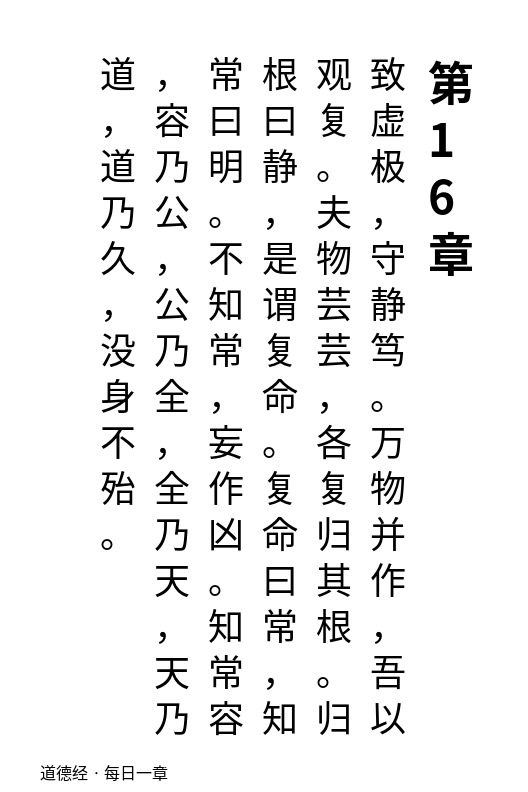 第16章
致虚极，守静笃。万物并作，吾以
观复。夫物芸芸，各复归其根。归
根曰静，是谓复命。复命曰常，知
常曰明。不知常，妄作凶。知常容
，容乃公，公乃全，全乃天，天乃
道，道乃久，没身不殆。
道德经 · 每日一章